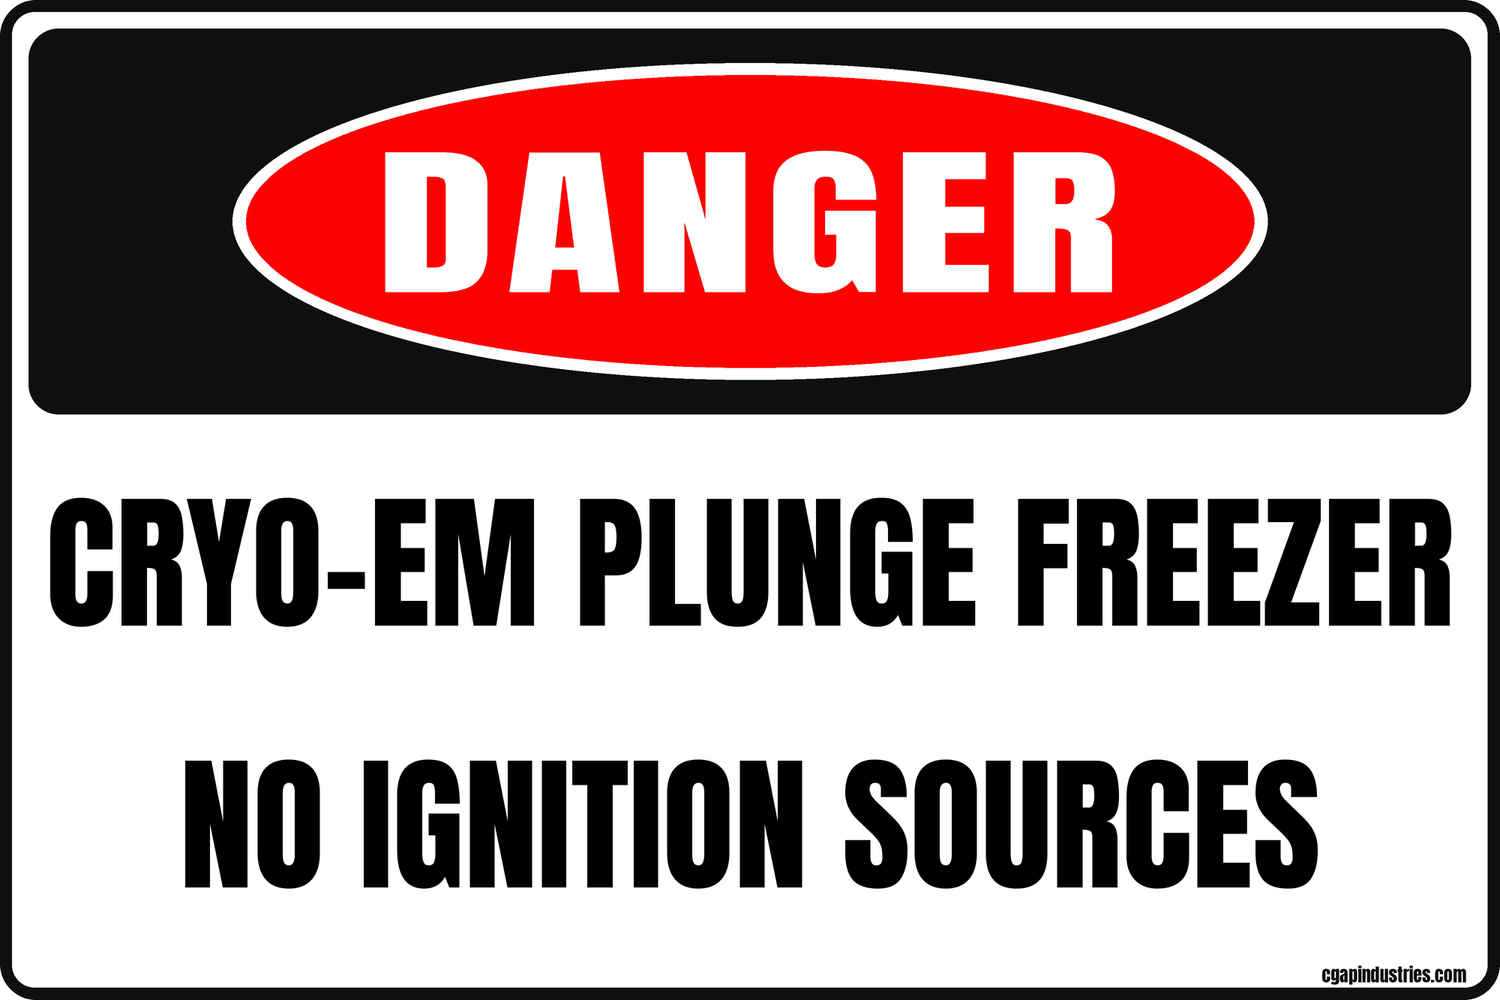 DANGER
CRYO-EM PLUNGE FREEZER
NO IGNITION SOURCES
cgapindustries.com